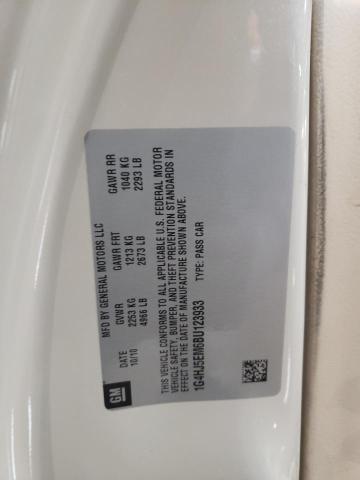 GM
MFD BY GENERAL MOTORS LLC
DATE GVWR GAWR FRT GAWR RR
10/10 2253 KG 1213 KG 1040 KG
4966 LB 2673 LB 2293 LB
THIS VEHICLE CONFORMS TO ALL APPLICABLE U.S. FEDERAL MOTOR
VEHICLE SAFETY, BUMPER, AND THEFT PREVENTION STANDARDS IN
EFFECT ON THE DATE OF MANUFACTURE SHOWN ABOVE.
1G4HJ5EM6BU123933 TYPE: PASS CAR